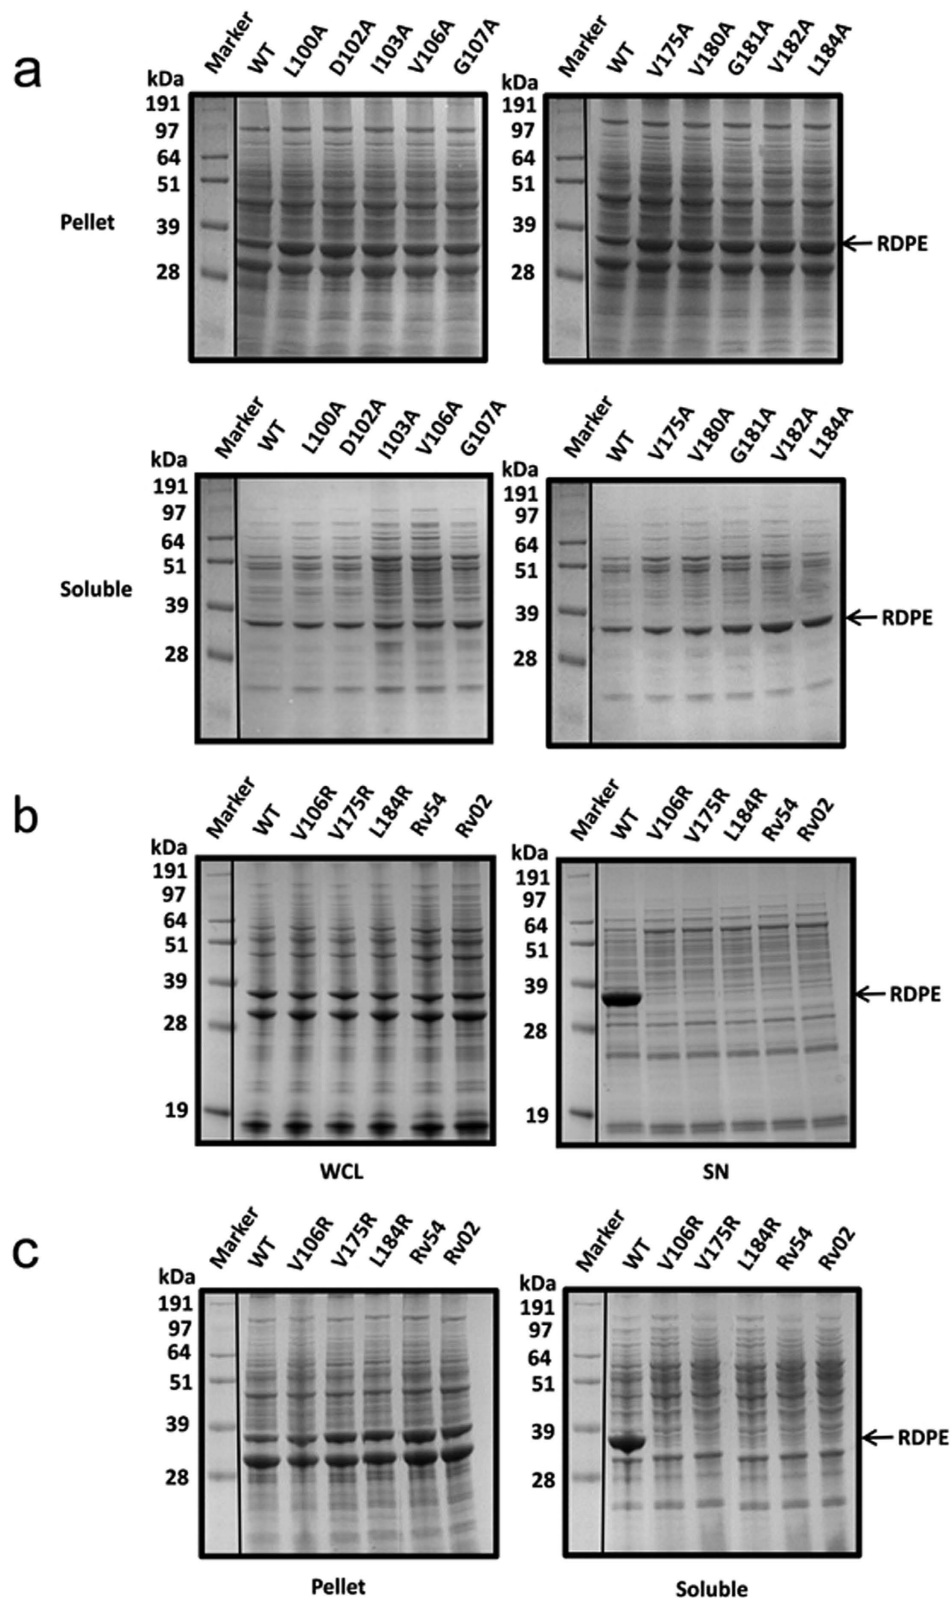 a
Marker WT L100A D102A I103A V106A G107A
kDa
191
97
64
51
39
28
Pellet
Marker WT V175A V180A G181A V182A L184A
kDa
191
97
64
51
39
28
RDPE
Marker WT L100A D102A I103A V106A G107A
kDa
191
97
64
51
39
28
Soluble
Marker WT V175A V180A G181A V182A L184A
kDa
191
97
64
51
39
28
RDPE
b
Marker WT V106R V175R L184R Rv54 Rv02
kDa
191
97
64
51
39
28
19
WCL
Marker WT V106R V175R L184R Rv54 Rv02
kDa
191
97
64
51
39
28
19
RDPE
SN
c
Marker WT V106R V175R L184R Rv54 Rv02
kDa
191
97
64
51
39
28
Pellet
Marker WT V106R V175R L184R Rv54 Rv02
kDa
191
97
64
51
39
28
RDPE
Soluble